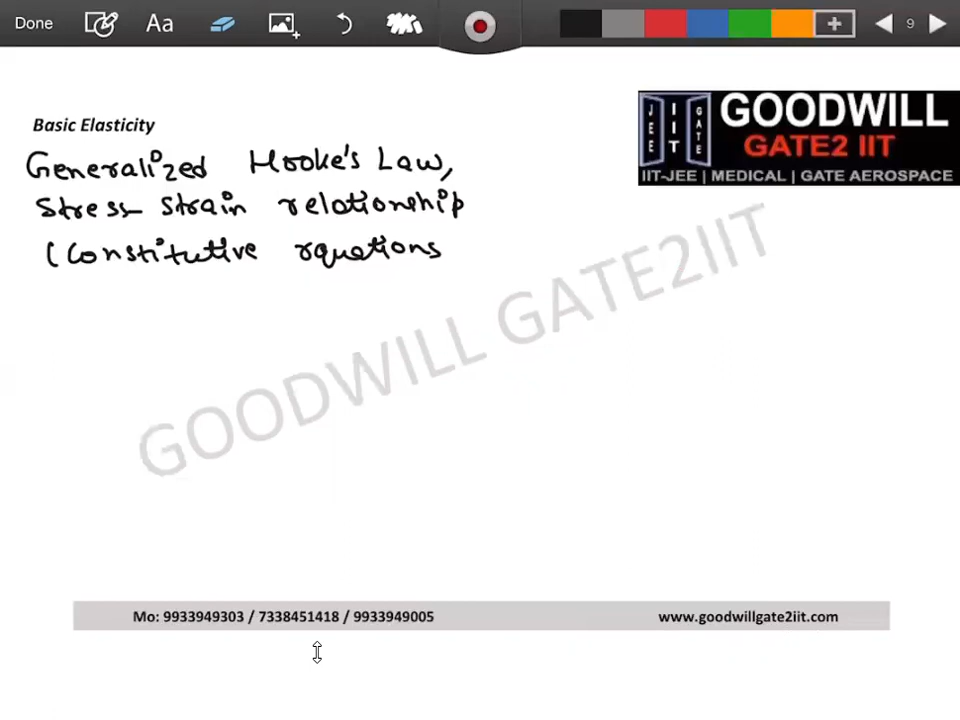 Done
Aa
9
Basic Elasticity
GOODWILL
GATE2 IIT
IIT-JEE | MEDICAL | GATE AEROSPACE
JEE
IIT
GATE
Generalized Hooke's Law,
Stress Strain relationship
(Constitutive rquations
GOODWILL GATE2IIT
Mo: 9933949303 / 7338451418 / 9933949005
www.goodwillgate2iit.com